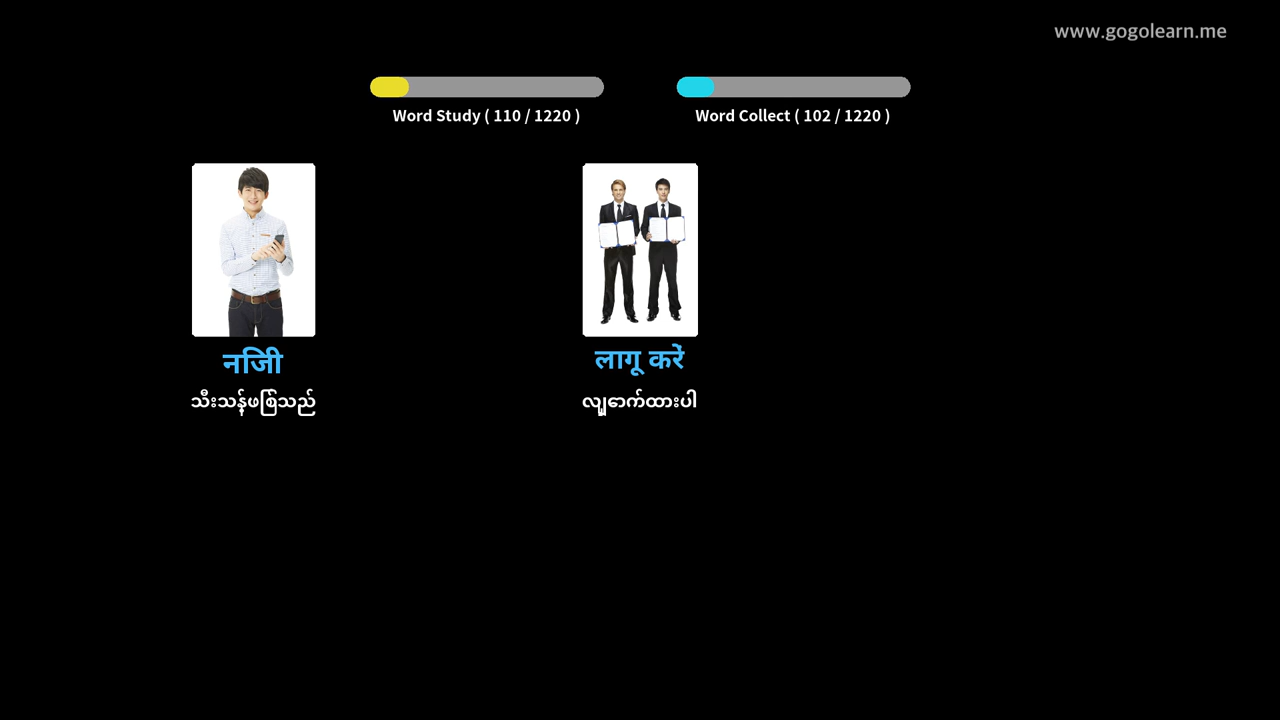 www.gogolearn.me
Word Study ( 110 / 1220 )
Word Collect ( 102 / 1220 )
निजी
लागू करें
သီးသန့်ဖြစ်သည်
လျှောက်ထားပါ